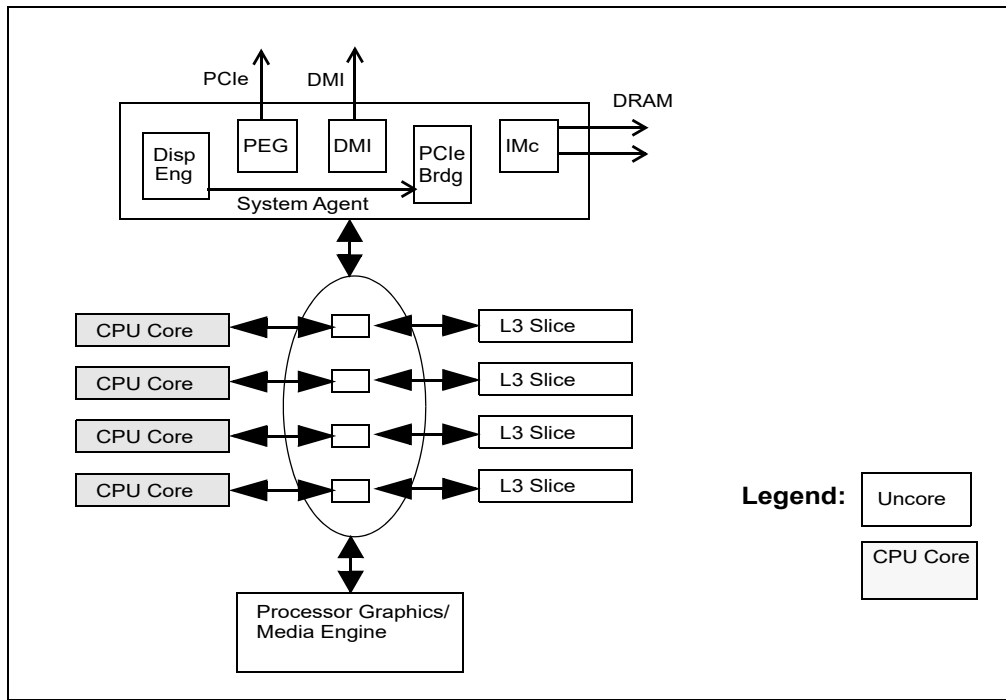 PCIe
DMI
DRAM
Disp
Eng
PEG
DMI
PCIe
Brdg
IMc
System Agent
CPU Core
L3 Slice
CPU Core
L3 Slice
CPU Core
L3 Slice
CPU Core
L3 Slice
Legend:
Uncore
CPU Core
Processor Graphics/
Media Engine